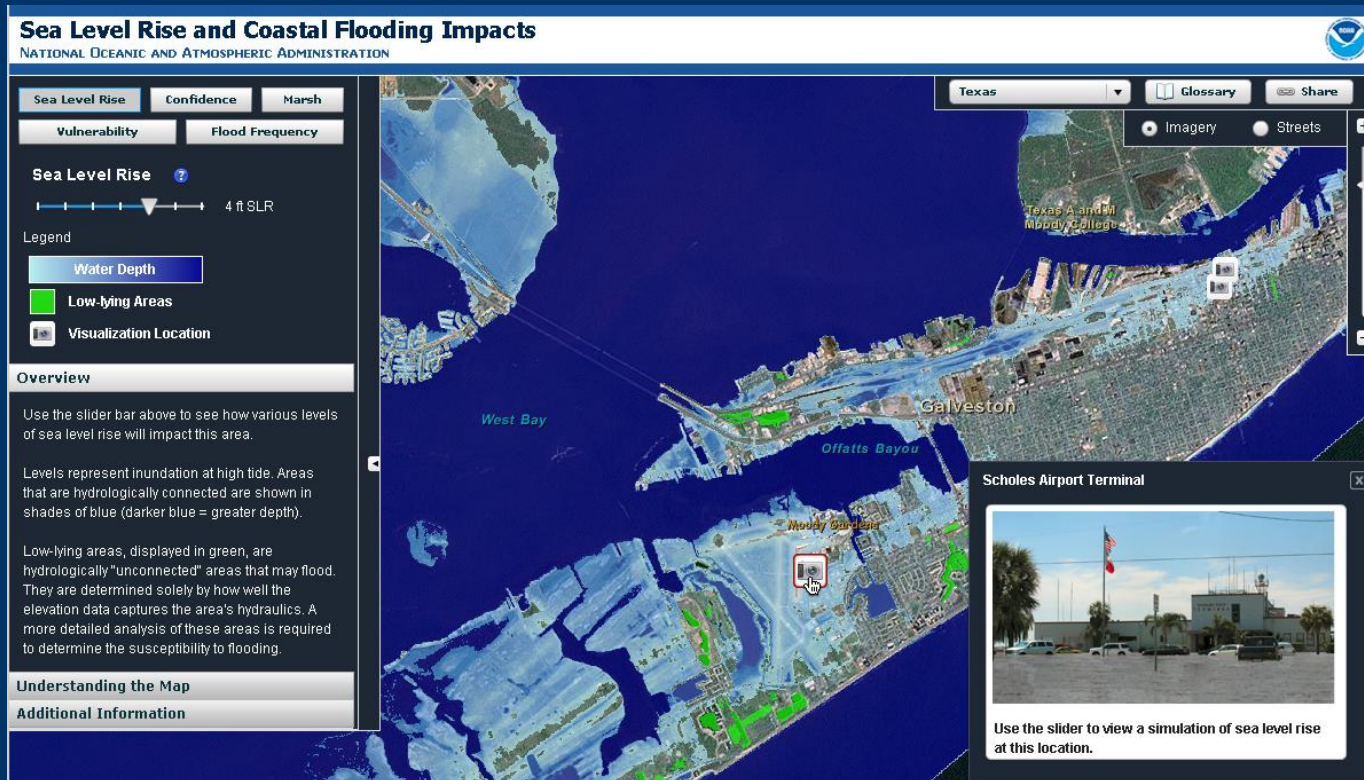 Sea Level Rise and Coastal Flooding Impacts
NATIONAL OCEANIC AND ATMOSPHERIC ADMINISTRATION
Sea Level Rise
Confidence
Marsh
Vulnerability
Flood Frequency
Sea Level Rise ?
4 ft SLR
Legend
Water Depth
Low-lying Areas
Visualization Location
Overview
Use the slider bar above to see how various levels
of sea level rise will impact this area.
Levels represent inundation at high tide. Areas
that are hydrologically connected are shown in
shades of blue (darker blue = greater depth).
Low-lying areas, displayed in green, are
hydrologically "unconnected" areas that may flood.
They are determined solely by how well the
elevation data captures the area's hydraulics. A
more detailed analysis of these areas is required
to determine the susceptibility to flooding.
Understanding the Map
Additional Information
Texas
Glossary
Share
Imagery
Streets
Texas A and M
Moody College
West Bay
Galveston
Offatts Bayou
Moody Gardens
Scholes Airport Terminal
X
Use the slider to view a simulation of sea level rise
at this location.